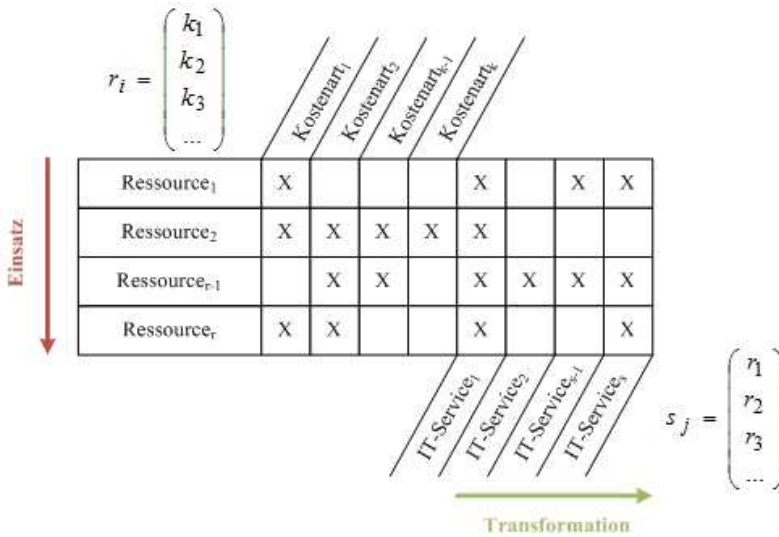 r_i = ( k_1 k_2 k_3 ... )
Kostenart_1
Kostenart_2
Kostenart_k-1
Kostenart_k
Einsatz
Ressource_1 X X X X
Ressource_2 X X X X X
Ressource_r-1 X X X X X X
Ressource_r X X X X
IT-Service_1
IT-Service_2
IT-Service_s-1
IT-Service_s
s_j = ( r_1 r_2 r_3 ... )
Transformation